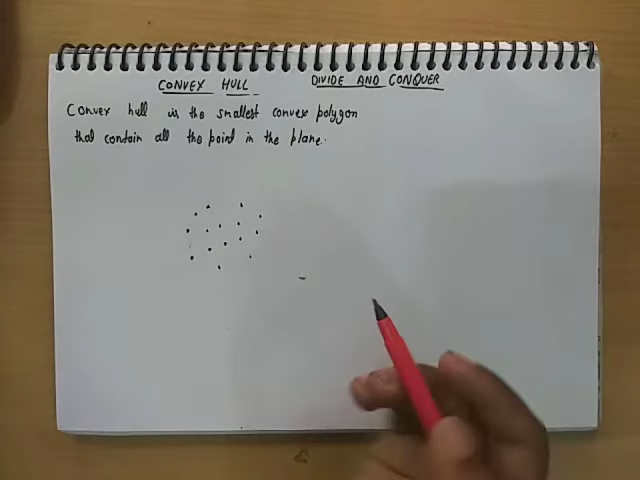 CONVEX HULL DIVIDE AND CONQUER
Convex hull is the smallest convex polygon
that contain all the point in the plane.